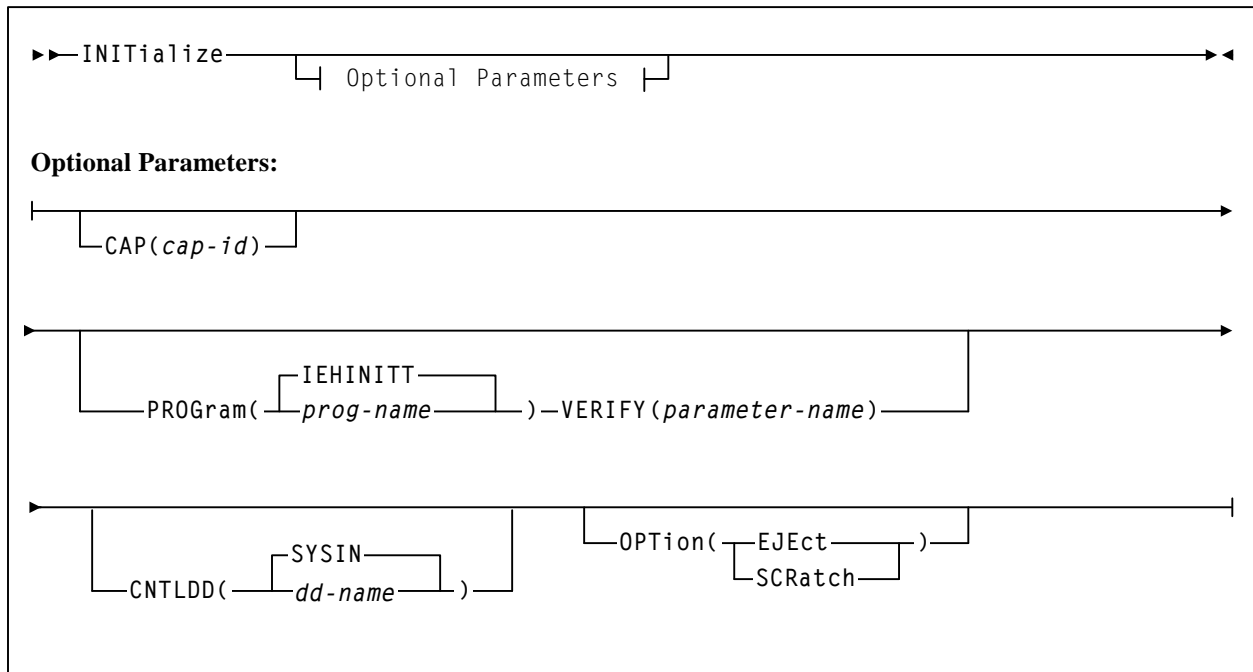 INITialize
Optional Parameters
Optional Parameters:
CAP(cap-id)
IEHINITT
PROGram( prog-name ) VERIFY(parameter-name)
SYSIN
CNTLDD( dd-name )
OPTion( EJEct )
SCRatch